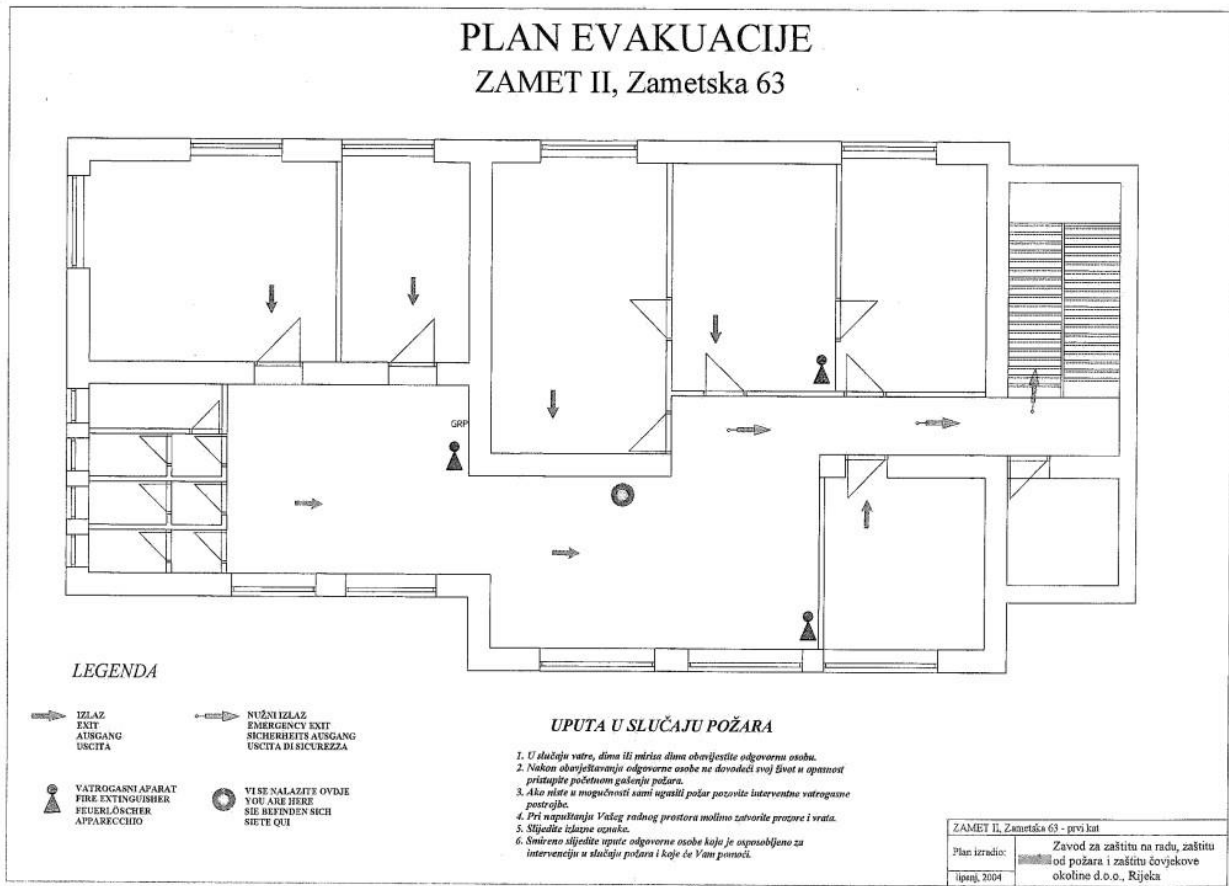 PLAN EVAKUACIJE
ZAMET II, Zametska 63
GRP
LEGENDA
IZLAZ
EXIT
AUSGANG
USCITA
NUŽNI IZLAZ
EMERGENCY EXIT
SICHERHEITS AUSGANG
USCITA DI SICUREZZA
VATROGASNI APARAT
FIRE EXTINGUISHER
FEUERLÖSCHER
APPARECCHIO
VI SE NALAZITE OVDJE
YOU ARE HERE
SIE BEFINDEN SICH
SIETE QUI
UPUTA U SLUČAJU POŽARA
1. U slučaju vatre, dima ili mirisa dima obavijestite odgovornu osobu.
2. Nakon obavještavanja odgovorne osobe ne dovodeći svoj život u opasnost
pristupite početnom gašenju požara.
3. Ako niste u mogućnosti sami ugasiti požar pozovite interventne vatrogasne
postrojbe.
4. Pri napuštanju Vašeg radnog prostora molimo zatvorite prozore i vrata.
5. Slijedite izlazne oznake.
6. Smireno slijedite upute odgovorne osobe koja je osposobljena za
intervenciju u slučaju požara i koje će Vam pomoći.
ZAMET II, Zametska 63 - prvi kat
Plan izradio:
Zavod za zaštitu na radu, zaštitu
od požara i zaštitu čovjekove
okoline d.o.o., Rijeka
lipanj, 2004